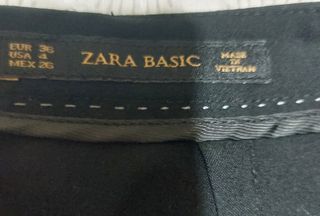 EUR 36
USA 4
MEX 26
ZARA BASIC
MADE
IN
VIETNAM